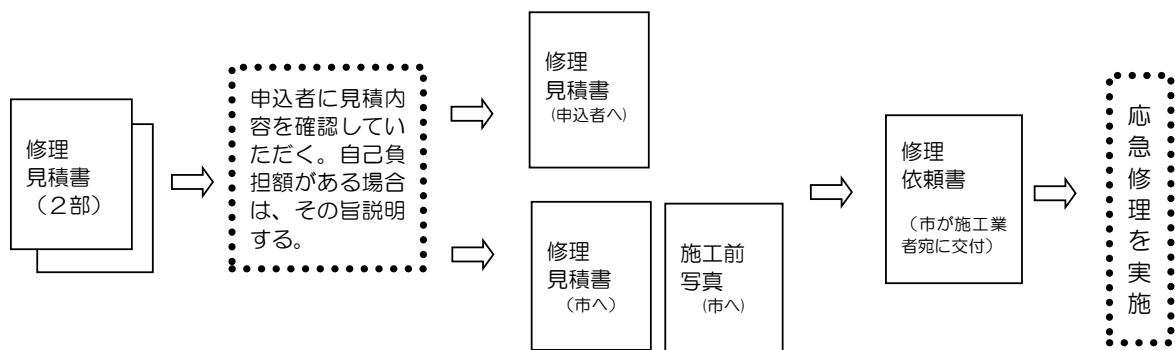 修理
見積書
（２部）
申込者に見積内
容を確認してい
ただく。自己負
担額がある場合
は、その旨説明
する。
修理
見積書
(申込者へ)
修理
見積書
（市へ）
施工前
写真
(市へ)
修理
依頼書
（市が施工業
者宛に交付）
応急修理を実施